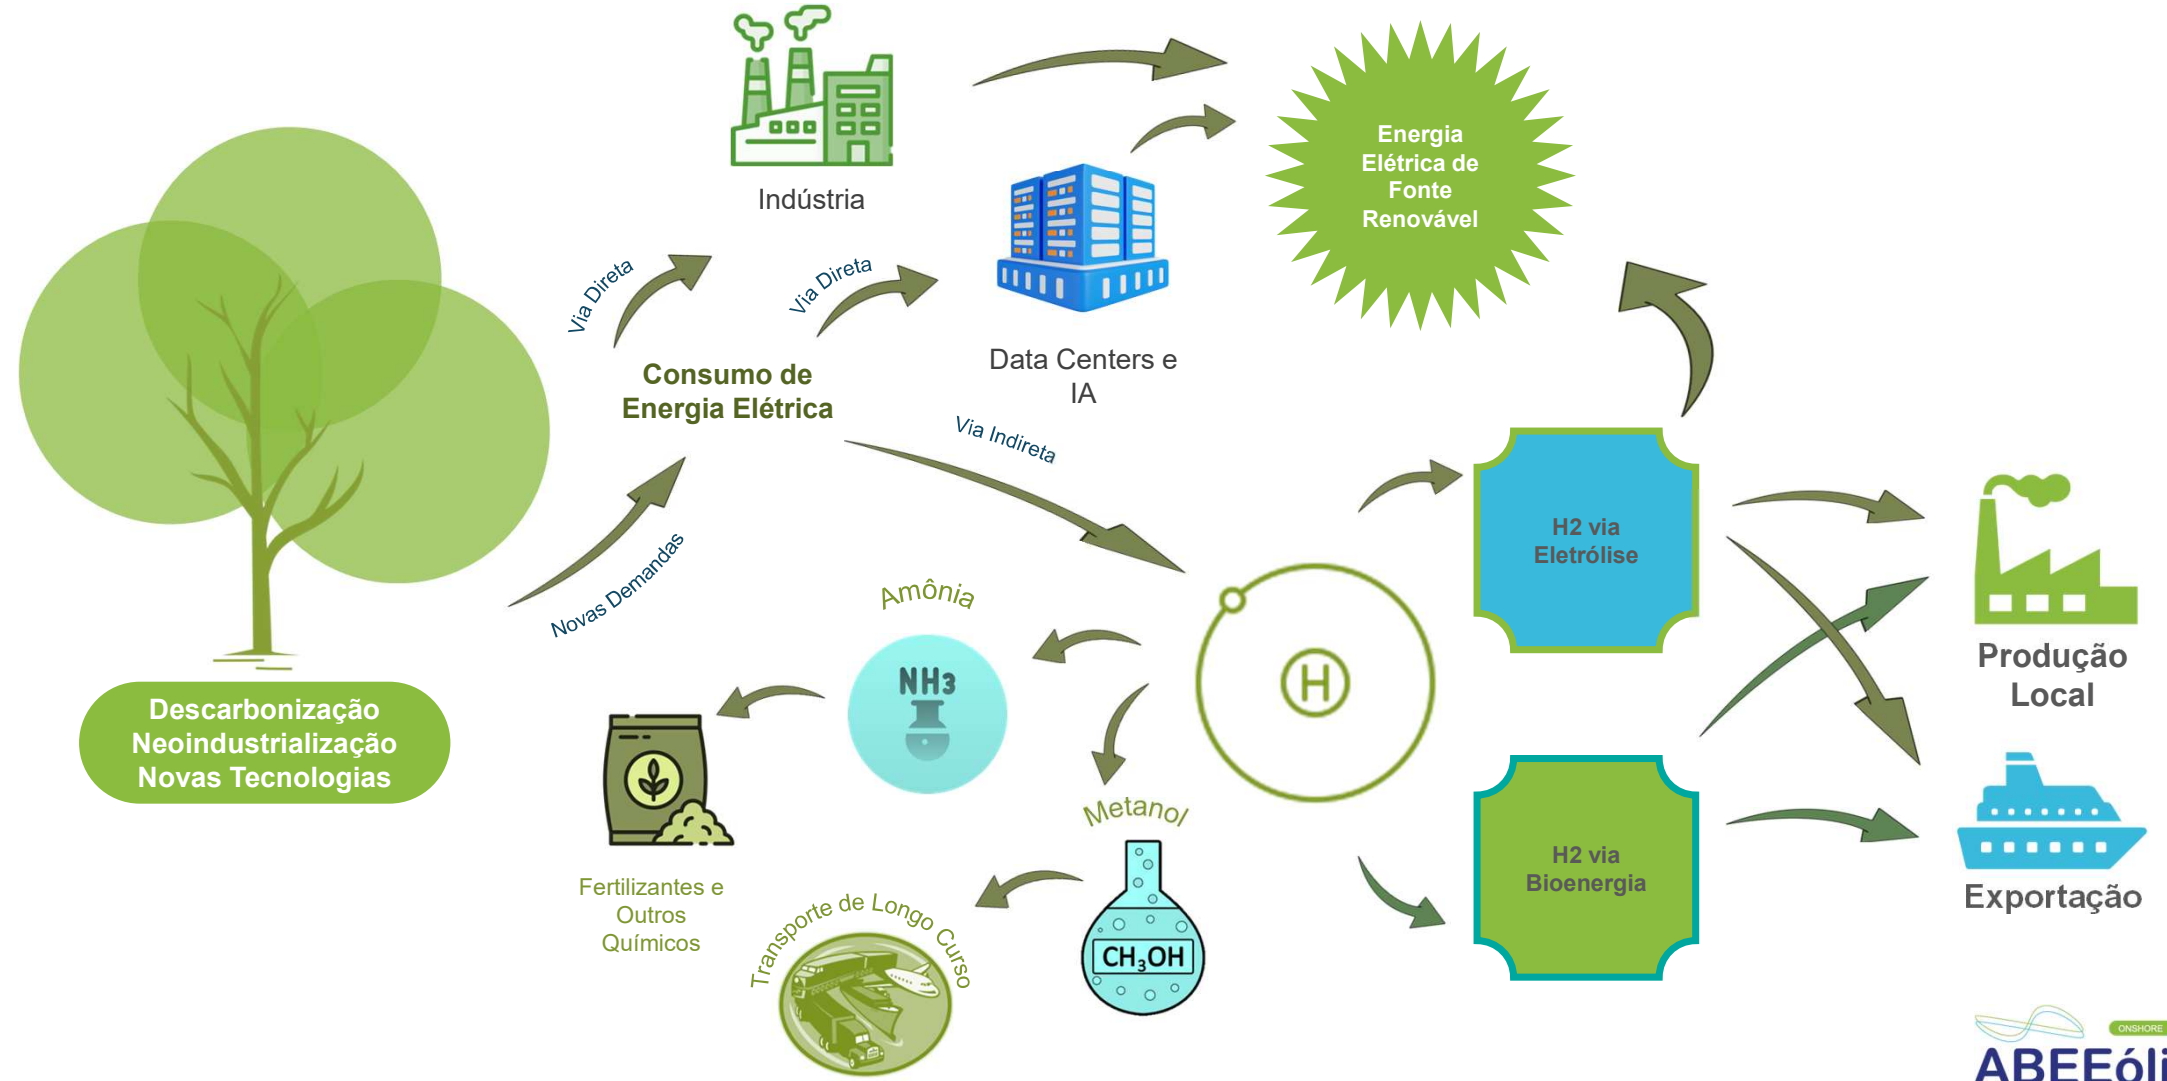 Indústria
Energia
Elétrica de
Fonte
Renovável
Via Direta
Via Direta
Data Centers e
IA
Consumo de
Energia Elétrica
Via Indireta
Novas Demandas
H2 via
Eletrólise
Amônia
NH3
H
Produção
Local
Descarbonização
Neoindustrialização
Novas Tecnologias
Metanol
CH₃OH
Fertilizantes e
Outros
Químicos
Transporte de Longo Curso
H2 via
Bioenergia
Exportação
ONSHORE
ABEEóli